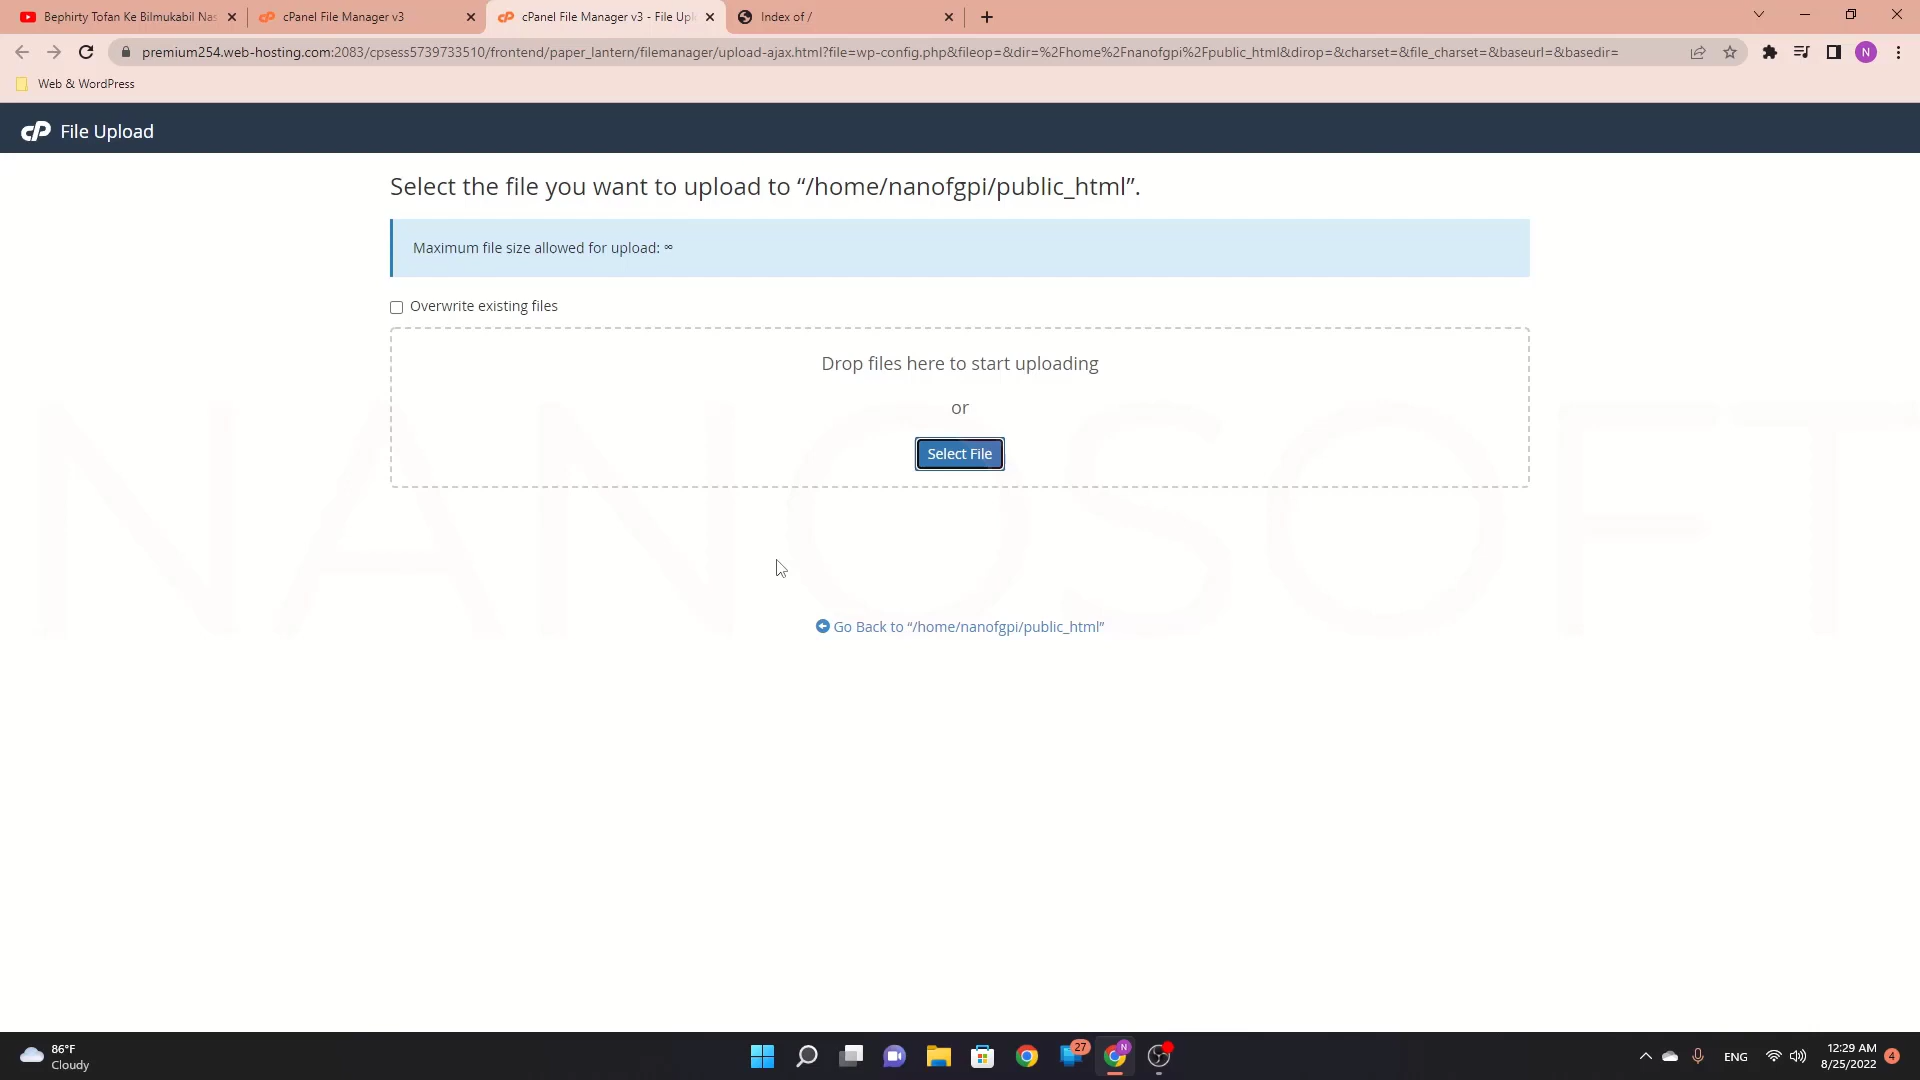 Bephirty Tofan Ke Bilmukabil Nas
cPanel File Manager v3
cPanel File Manager v3 - File Upl
Index of /
premium254.web-hosting.com:2083/cpsess5739733510/frontend/paper_lantern/filemanager/upload-ajax.html?file=wp-config.php&fileop=&dir=%2Fhome%2Fnanofgpi%2Fpublic_html&dirop=&charset=&file_charset=&baseurl=&basedir=
N
Web & WordPress
cP File Upload
Select the file you want to upload to “/home/nanofgpi/public_html”.
Maximum file size allowed for upload: ∞
Overwrite existing files
Drop files here to start uploading
or
Select File
NANOSOFT
Go Back to “/home/nanofgpi/public_html”
86°F
Cloudy
27
N
ENG
12:29 AM
8/25/2022
4